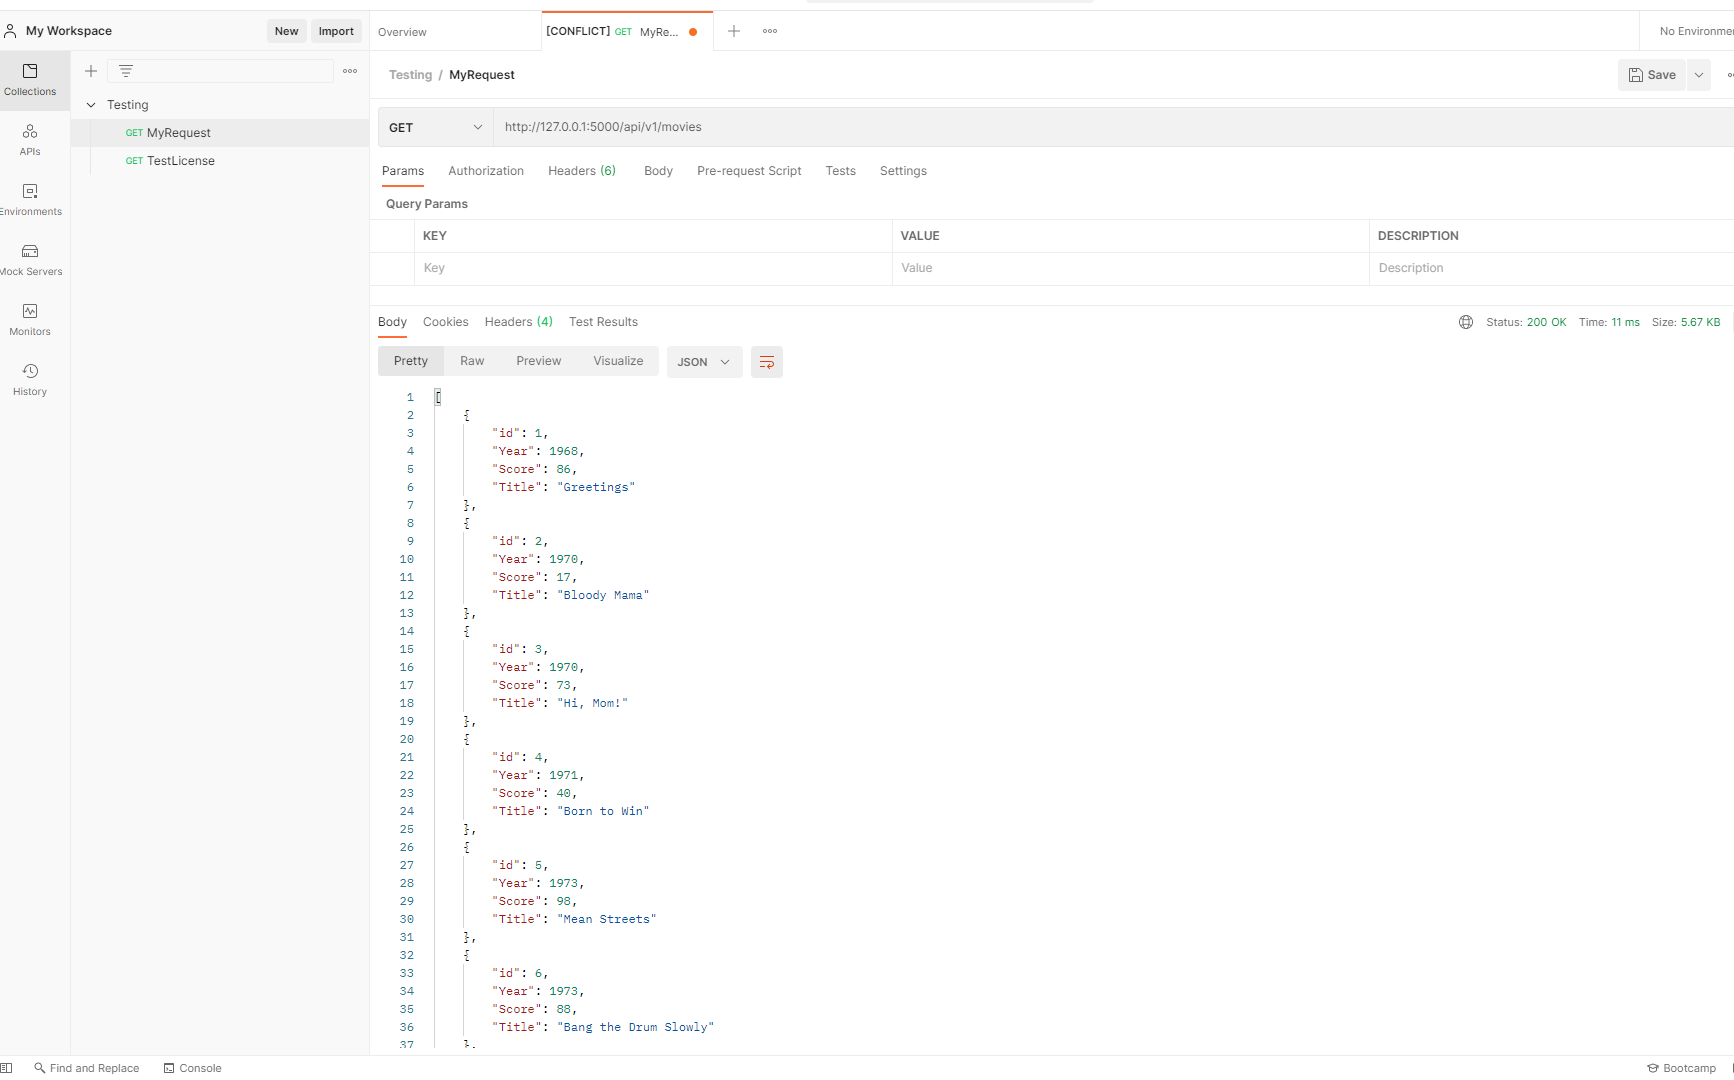 My Workspace
New
Import
Overview
[CONFLICT] GET MyRe...
No Environme
Collections
APIs
Environments
Mock Servers
Monitors
History
Testing
GET MyRequest
GET TestLicense
Testing / MyRequest
Save
GET
http://127.0.0.1:5000/api/v1/movies
Params Authorization Headers (6) Body Pre-request Script Tests Settings
Query Params
KEY VALUE DESCRIPTION
Key Value Description
Body Cookies Headers (4) Test Results
Status: 200 OK Time: 11 ms Size: 5.67 KB
Pretty Raw Preview Visualize JSON
1 [
2 {
3 "id": 1,
4 "Year": 1968,
5 "Score": 86,
6 "Title": "Greetings"
7 },
8 {
9 "id": 2,
10 "Year": 1970,
11 "Score": 17,
12 "Title": "Bloody Mama"
13 },
14 {
15 "id": 3,
16 "Year": 1970,
17 "Score": 73,
18 "Title": "Hi, Mom!"
19 },
20 {
21 "id": 4,
22 "Year": 1971,
23 "Score": 40,
24 "Title": "Born to Win"
25 },
26 {
27 "id": 5,
28 "Year": 1973,
29 "Score": 98,
30 "Title": "Mean Streets"
31 },
32 {
33 "id": 6,
34 "Year": 1973,
35 "Score": 88,
36 "Title": "Bang the Drum Slowly"
37 },
Find and Replace
Console
Bootcamp